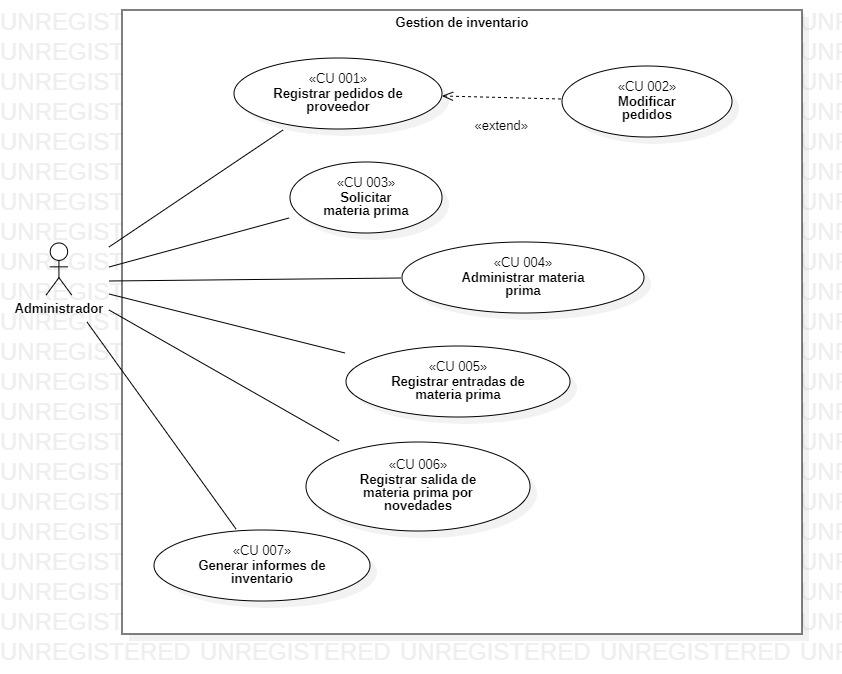 Gestion de inventario
«CU 001»
Registrar pedidos de
proveedor
«CU 002»
Modificar
pedidos
«extend»
«CU 003»
Solicitar
materia prima
«CU 004»
Administrar materia
prima
Administrador
«CU 005»
Registrar entradas de
materia prima
«CU 006»
Registrar salida de
materia prima por
novedades
«CU 007»
Generar informes de
inventario
UNREGISTERED UNREGISTERED UNREGISTERED UNREGISTERED